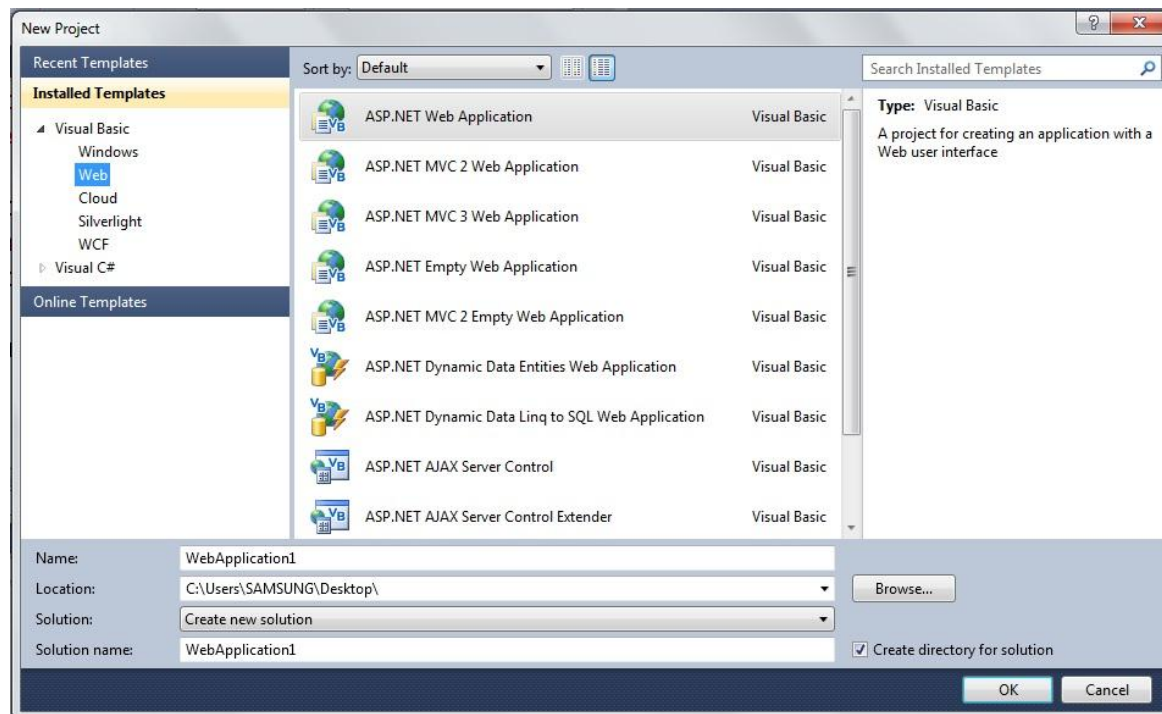 New Project
Recent Templates
Installed Templates
Visual Basic
Windows
Web
Cloud
Silverlight
WCF
Visual C#
Online Templates
Sort by: Default
Search Installed Templates
ASP.NET Web Application Visual Basic
ASP.NET MVC 2 Web Application Visual Basic
ASP.NET MVC 3 Web Application Visual Basic
ASP.NET Empty Web Application Visual Basic
ASP.NET MVC 2 Empty Web Application Visual Basic
ASP.NET Dynamic Data Entities Web Application Visual Basic
ASP.NET Dynamic Data Linq to SQL Web Application Visual Basic
ASP.NET AJAX Server Control Visual Basic
ASP.NET AJAX Server Control Extender Visual Basic
Type: Visual Basic
A project for creating an application with a
Web user interface
Name: WebApplication1
Location: C:\Users\SAMSUNG\Desktop\ Browse...
Solution: Create new solution
Solution name: WebApplication1 Create directory for solution
OK Cancel